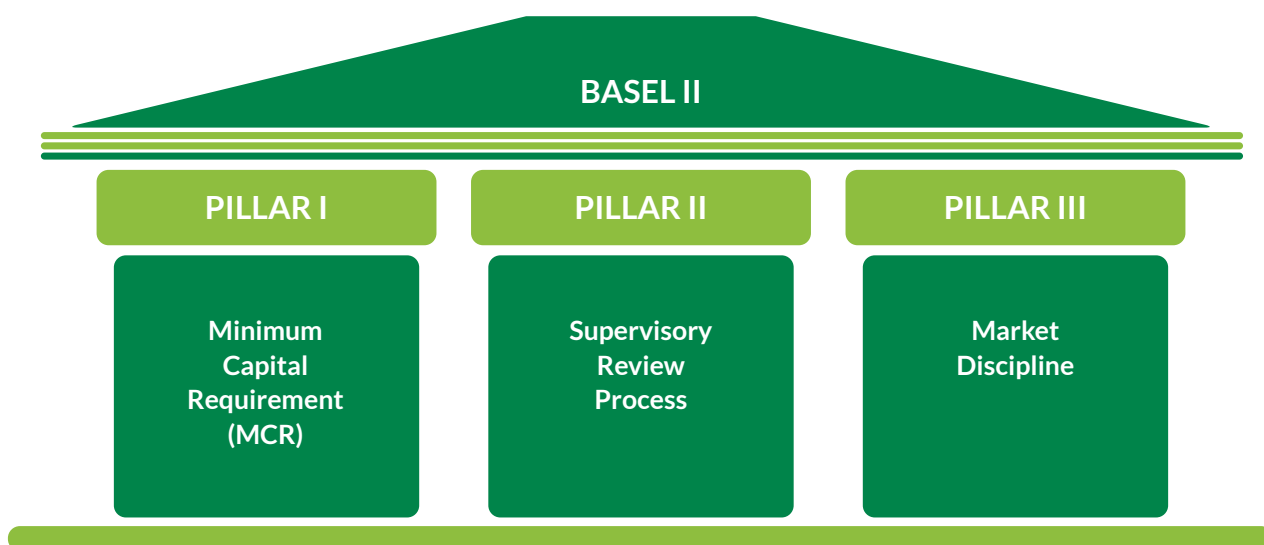 BASEL II
PILLAR I
PILLAR II
PILLAR III
Minimum
Capital
Requirement
(MCR)
Supervisory
Review
Process
Market
Discipline